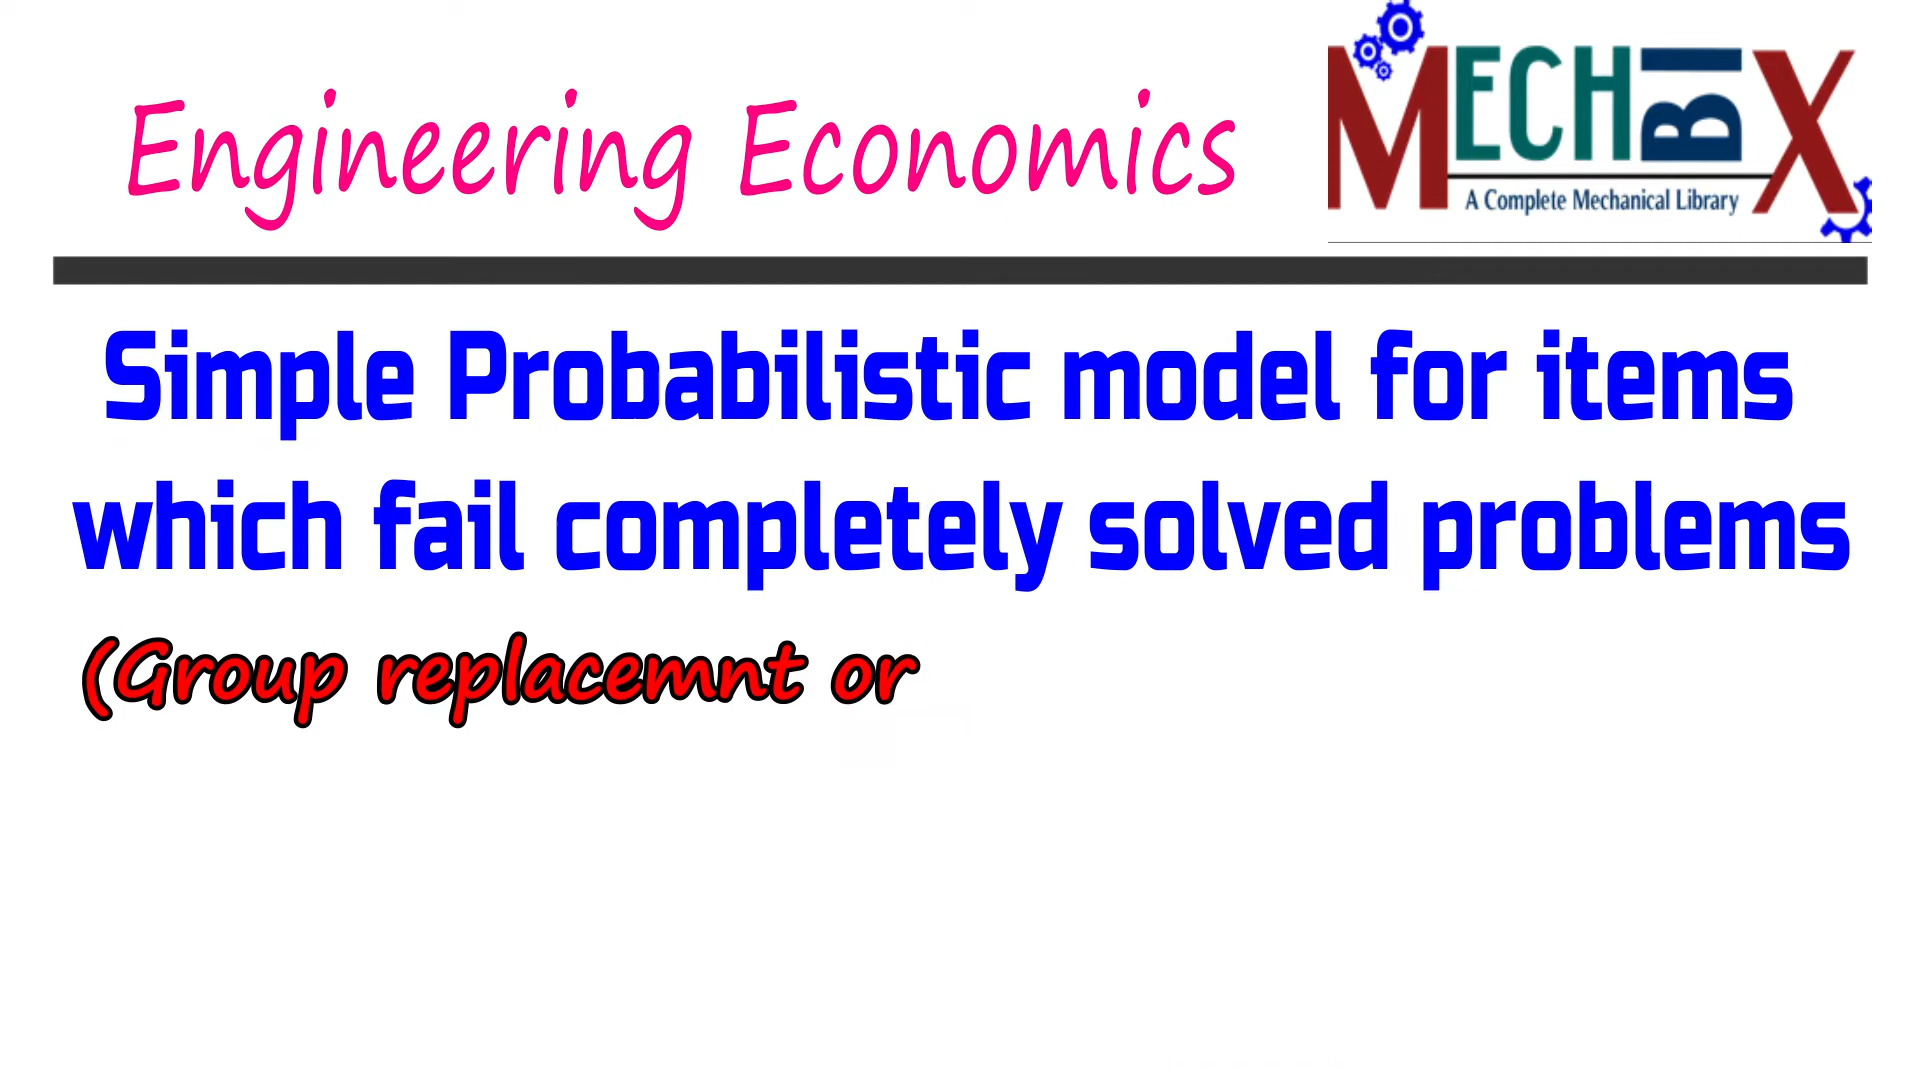 Engineering Economics
MECHBIX
A Complete Mechanical Library
Simple Probabilistic model for items
which fail completely solved problems
(Group replacemnt or